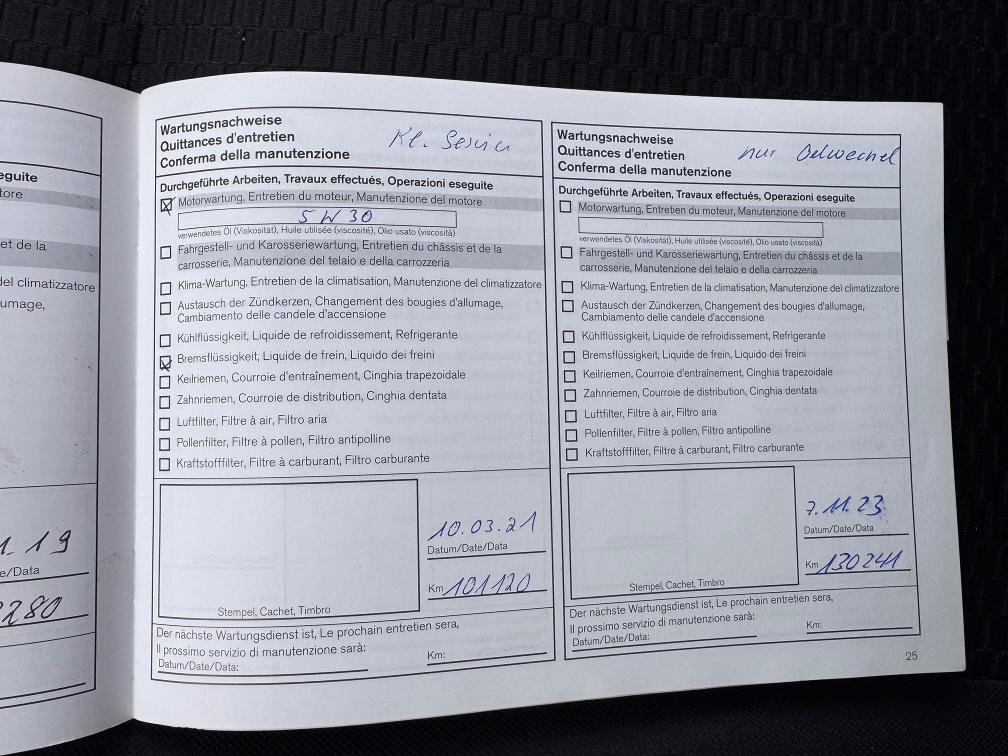 eguite
tore
et de la
del climatizzatore
umage,
1.19
e/Data
2280
Wartungsnachweise
Quittances d'entretien
Conferma della manutenzione
Kl. Servic
Durchgeführte Arbeiten, Travaux effectués, Operazioni eseguite
Motorwartung, Entretien du moteur, Manutenzione del motore
5 W 30
verwendetes Öl (Viskosität), Huile utilisée (viscosité), Olio usato (viscosità)
Fahrgestell- und Karosseriewartung, Entretien du châssis et de la
carrosserie, Manutenzione del telaio e della carrozzeria
Klima-Wartung, Entretien de la climatisation, Manutenzione del climatizzatore
Austausch der Zündkerzen, Changement des bougies d'allumage,
Cambiamento delle candele d'accensione
Kühlflüssigkeit, Liquide de refroidissement, Refrigerante
Bremsflüssigkeit, Liquide de frein, Liquido dei freini
Keilriemen, Courroie d'entraînement, Cinghia trapezoidale
Zahnriemen, Courroie de distribution, Cinghia dentata
Luftfilter, Filtre à air, Filtro aria
Pollenfilter, Filtre à pollen, Filtro antipolline
Kraftstofffilter, Filtre à carburant, Filtro carburante
10.03.21
Datum/Date/Data
Km 101120
Stempel, Cachet, Timbro
Der nächste Wartungsdienst ist, Le prochain entretien sera,
Il prossimo servizio di manutenzione sarà:
Datum/Date/Data:
Km:
Wartungsnachweise
Quittances d'entretien
Conferma della manutenzione
nur Oelwechsel
Durchgeführte Arbeiten, Travaux effectués, Operazioni eseguite
Motorwartung, Entretien du moteur, Manutenzione del motore
verwendetes Öl (Viskosität), Huile utilisée (viscosité), Olio usato (viscosità)
Fahrgestell- und Karosseriewartung, Entretien du châssis et de la
carrosserie, Manutenzione del telaio e della carrozzeria
Klima-Wartung, Entretien de la climatisation, Manutenzione del climatizzatore
Austausch der Zündkerzen, Changement des bougies d'allumage,
Cambiamento delle candele d'accensione
Kühlflüssigkeit, Liquide de refroidissement, Refrigerante
Bremsflüssigkeit, Liquide de frein, Liquido dei freini
Keilriemen, Courroie d'entraînement, Cinghia trapezoidale
Zahnriemen, Courroie de distribution, Cinghia dentata
Luftfilter, Filtre à air, Filtro aria
Pollenfilter, Filtre à pollen, Filtro antipolline
Kraftstofffilter, Filtre à carburant, Filtro carburante
7.11.23
Datum/Date/Data
Km 130241
Stempel, Cachet, Timbro
Der nächste Wartungsdienst ist, Le prochain entretien sera,
Il prossimo servizio di manutenzione sarà:
Datum/Date/Data:
Km:
25